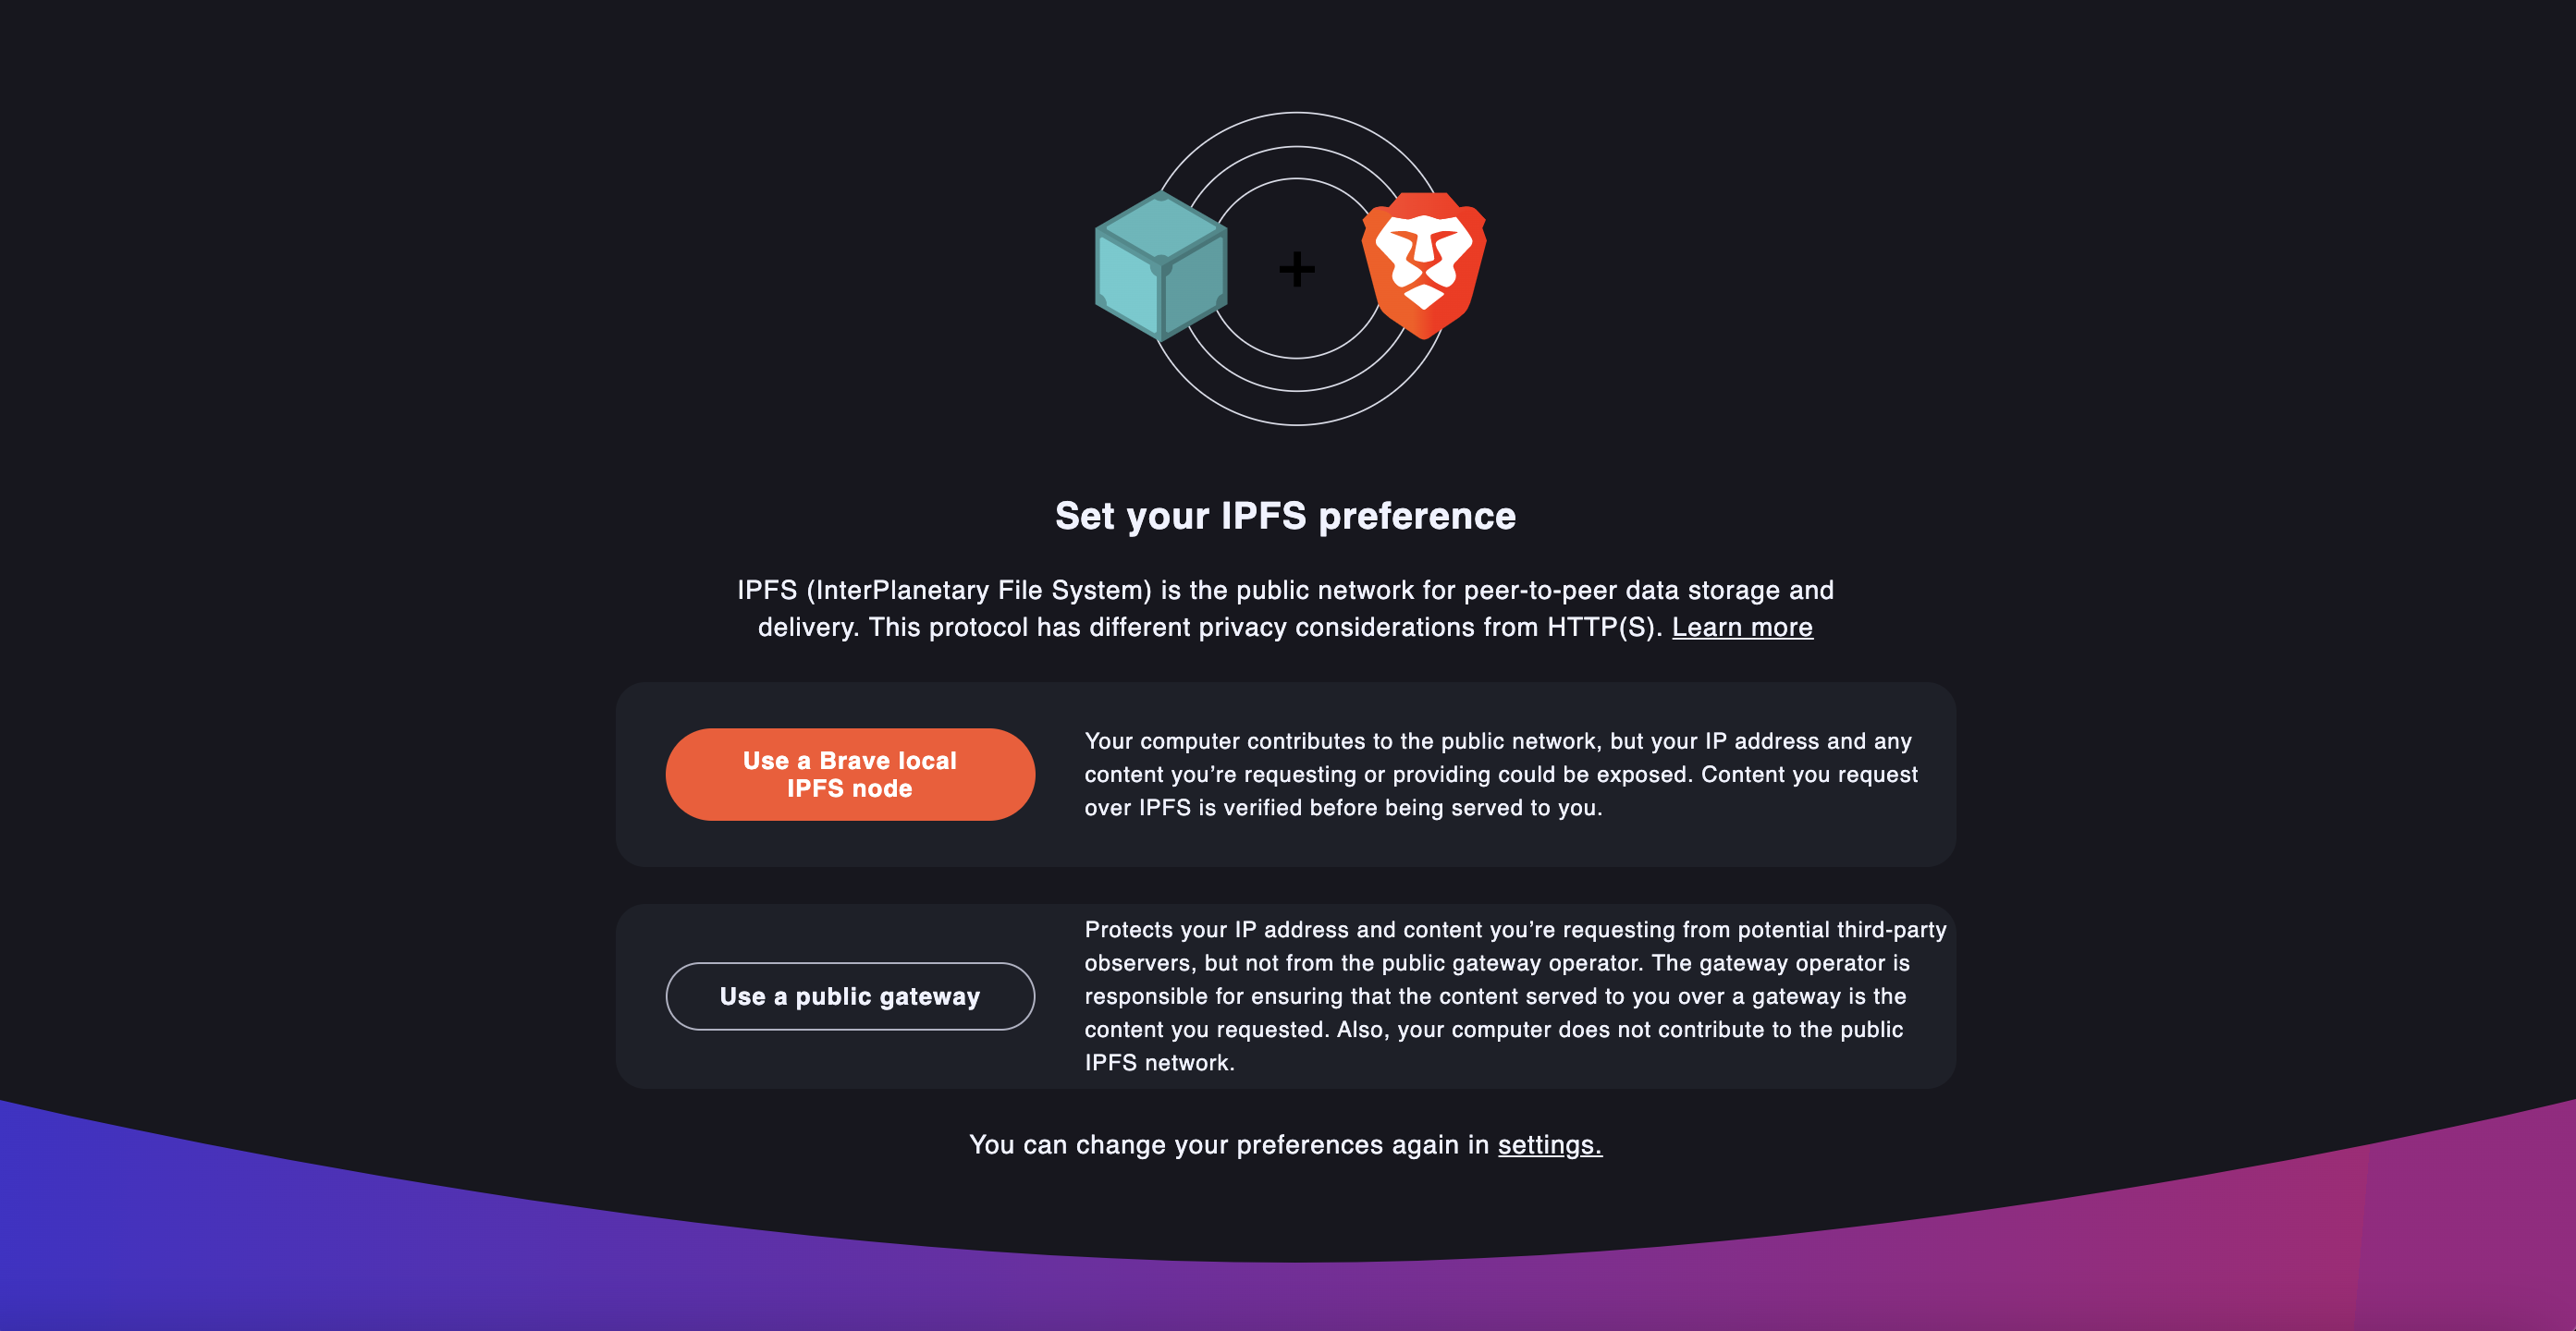 Set your IPFS preference
IPFS (InterPlanetary File System) is the public network for peer-to-peer data storage and
delivery. This protocol has different privacy considerations from HTTP(S). Learn more
Use a Brave local
IPFS node
Your computer contributes to the public network, but your IP address and any
content you’re requesting or providing could be exposed. Content you request
over IPFS is verified before being served to you.
Use a public gateway
Protects your IP address and content you’re requesting from potential third-party
observers, but not from the public gateway operator. The gateway operator is
responsible for ensuring that the content served to you over a gateway is the
content you requested. Also, your computer does not contribute to the public
IPFS network.
You can change your preferences again in settings.